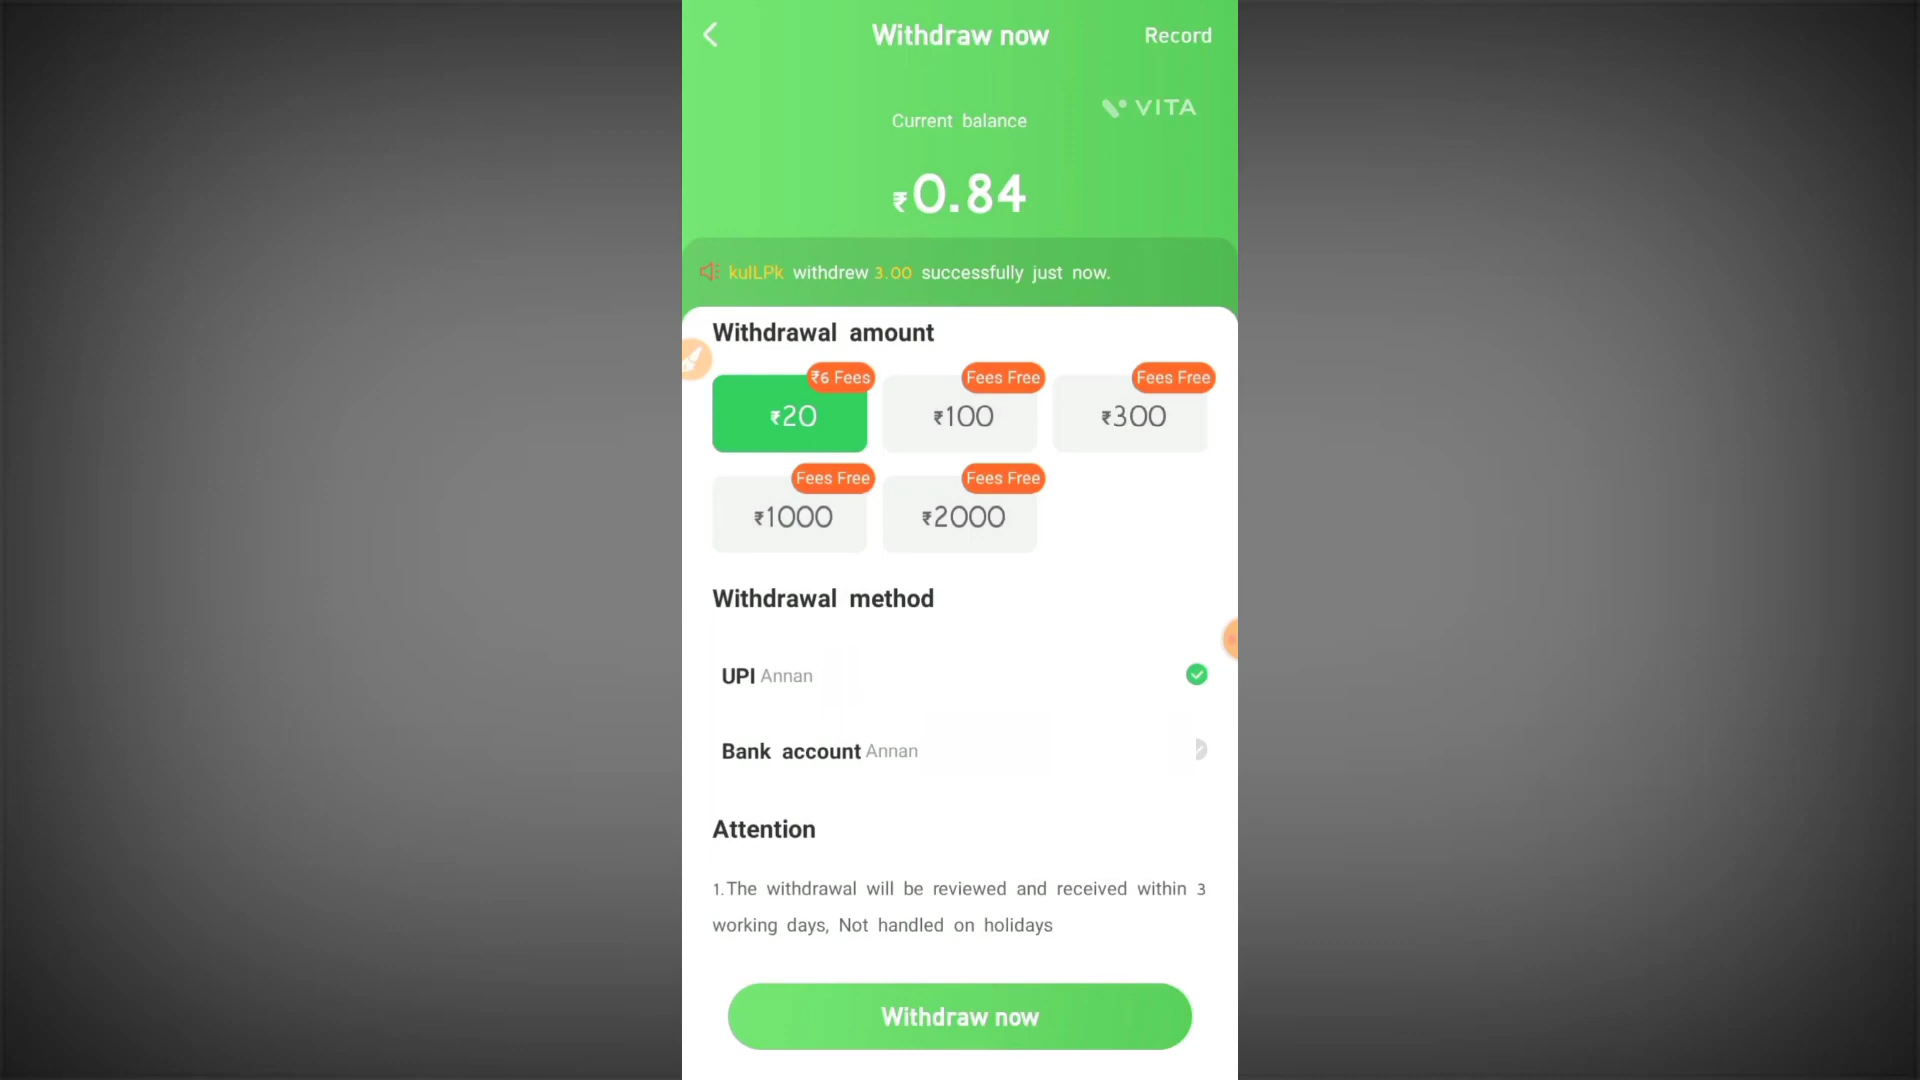 Withdraw now
Record
VITA
Current balance
₹0.84
kulLPk withdrew 3.00 successfully just now.
Withdrawal amount
₹6 Fees
Fees Free
Fees Free
₹20
₹100
₹300
Fees Free
Fees Free
₹1000
₹2000
Withdrawal method
UPI Annan
Bank account Annan
Attention
1.The withdrawal will be reviewed and received within 3
working days, Not handled on holidays
Withdraw now